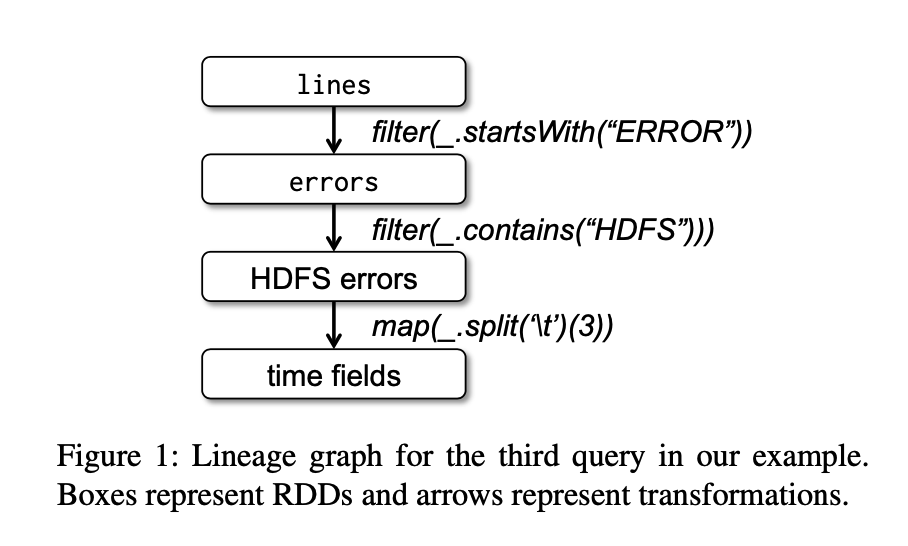 lines
filter(_.startsWith(“ERROR”))
errors
filter(_.contains(“HDFS”)))
HDFS errors
map(_.split(‘\t’)(3))
time fields
Figure 1: Lineage graph for the third query in our example.
Boxes represent RDDs and arrows represent transformations.